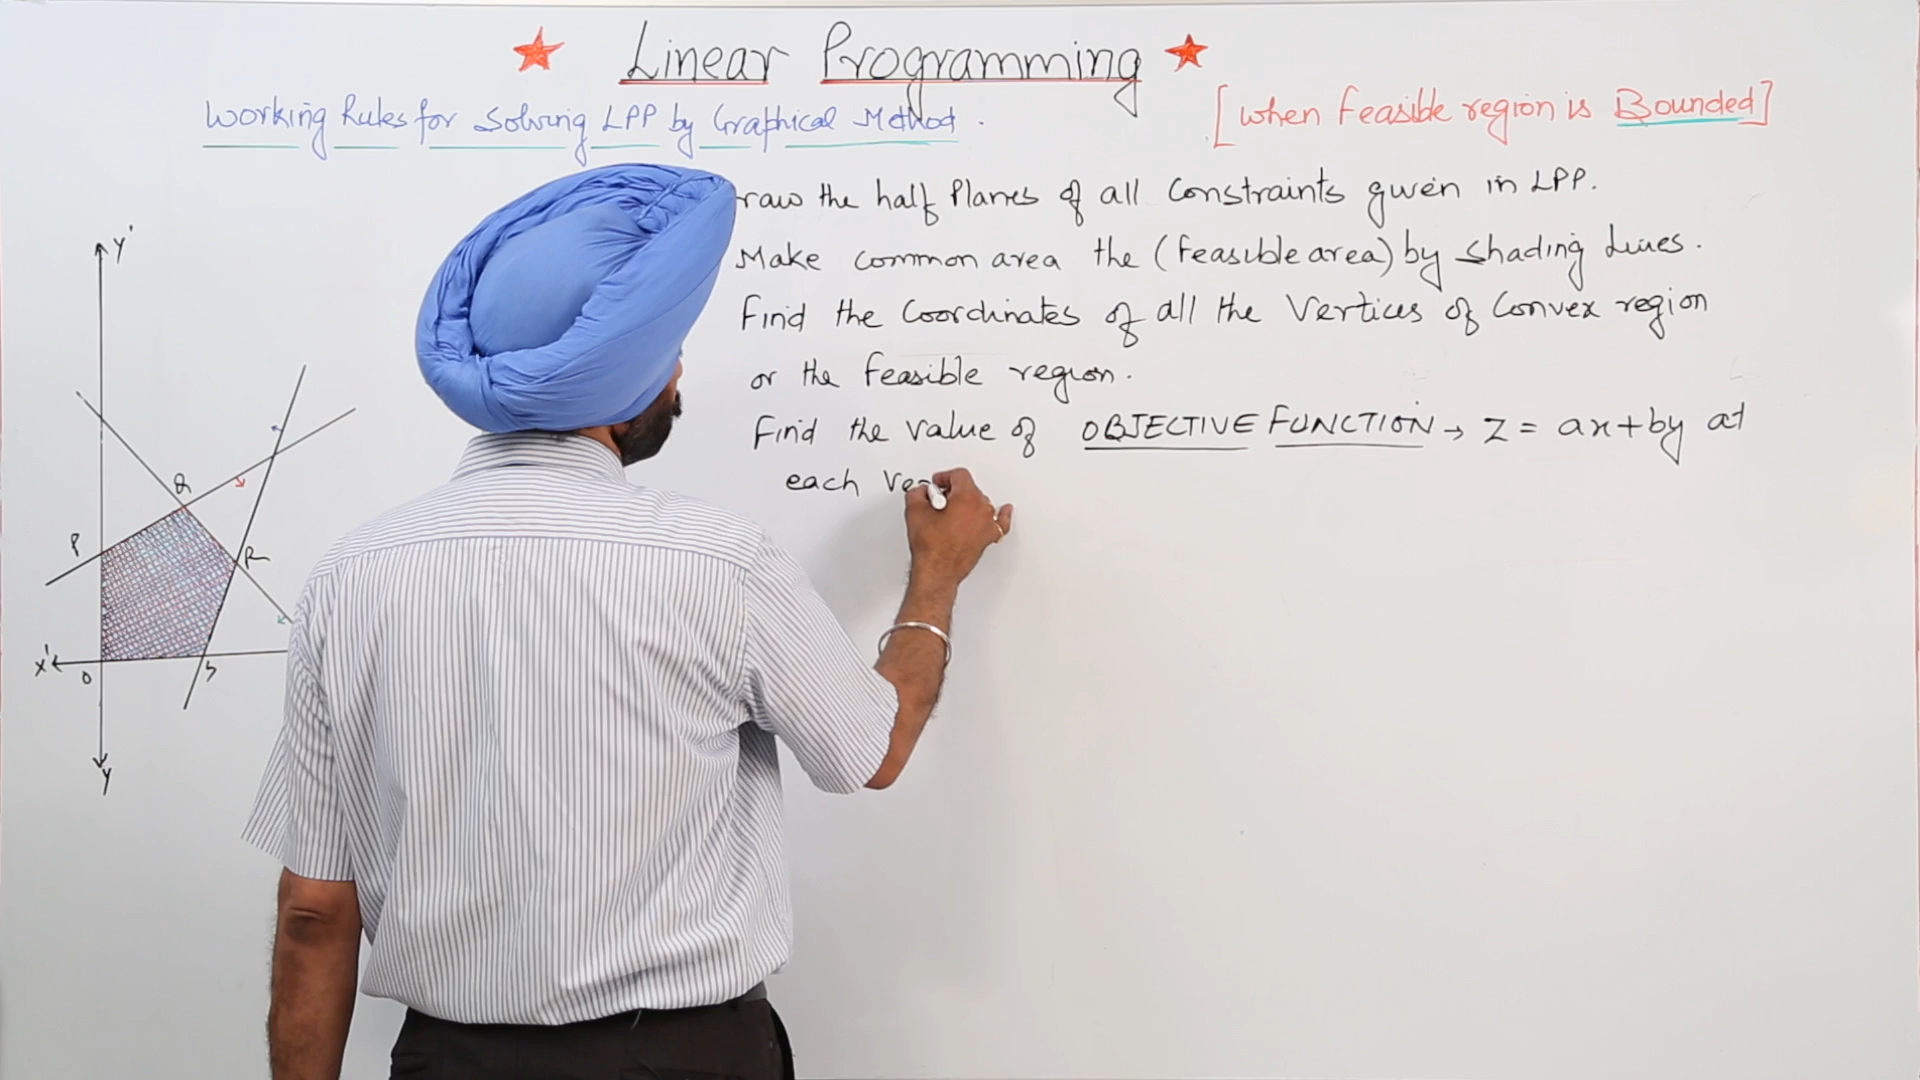 Linear Programming
Working Rules for Solving LPP by Graphical Method.
[when Feasible region is Bounded]
raw the half Planes of all Constraints given in LPP.
Make common area the (feasible area) by shading lines.
Find the Coordinates of all the Vertices of Convex region
or the feasible region.
Find the value of OBJECTIVE FUNCTION → Z = ax+by at
each Ver
Y'
Q
P
R
X'
O
S
Y